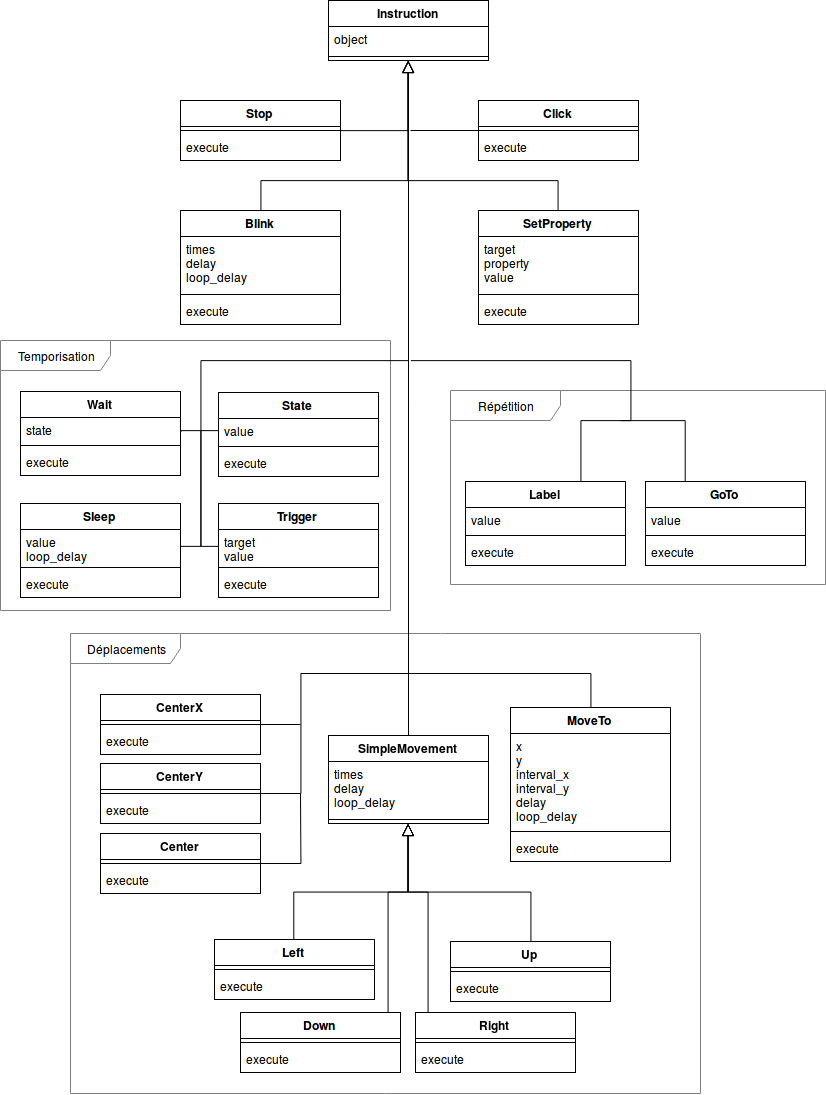 Instruction
object
Stop
execute
Click
execute
Blink
times
delay
loop_delay
execute
SetProperty
target
property
value
execute
Temporisation
Wait
state
execute
State
value
execute
Sleep
value
loop_delay
execute
Trigger
target
value
execute
Répétition
Label
value
execute
GoTo
value
execute
Déplacements
CenterX
execute
CenterY
execute
Center
execute
SimpleMovement
times
delay
loop_delay
MoveTo
x
y
interval_x
interval_y
delay
loop_delay
execute
Left
execute
Up
execute
Down
execute
Right
execute